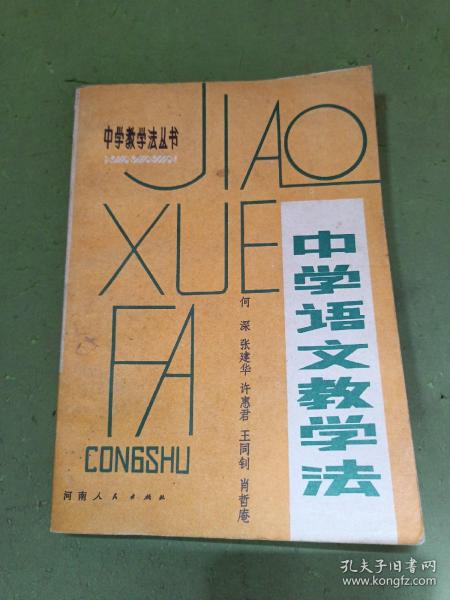 中学教学法丛书
JIAO
XUE
FA
CONGSHU
中学语文教学法
何深 张建华 许惠君 王同钊 肖哲庵
河南人民出版社
孔夫子旧书网
www.kongfz.com